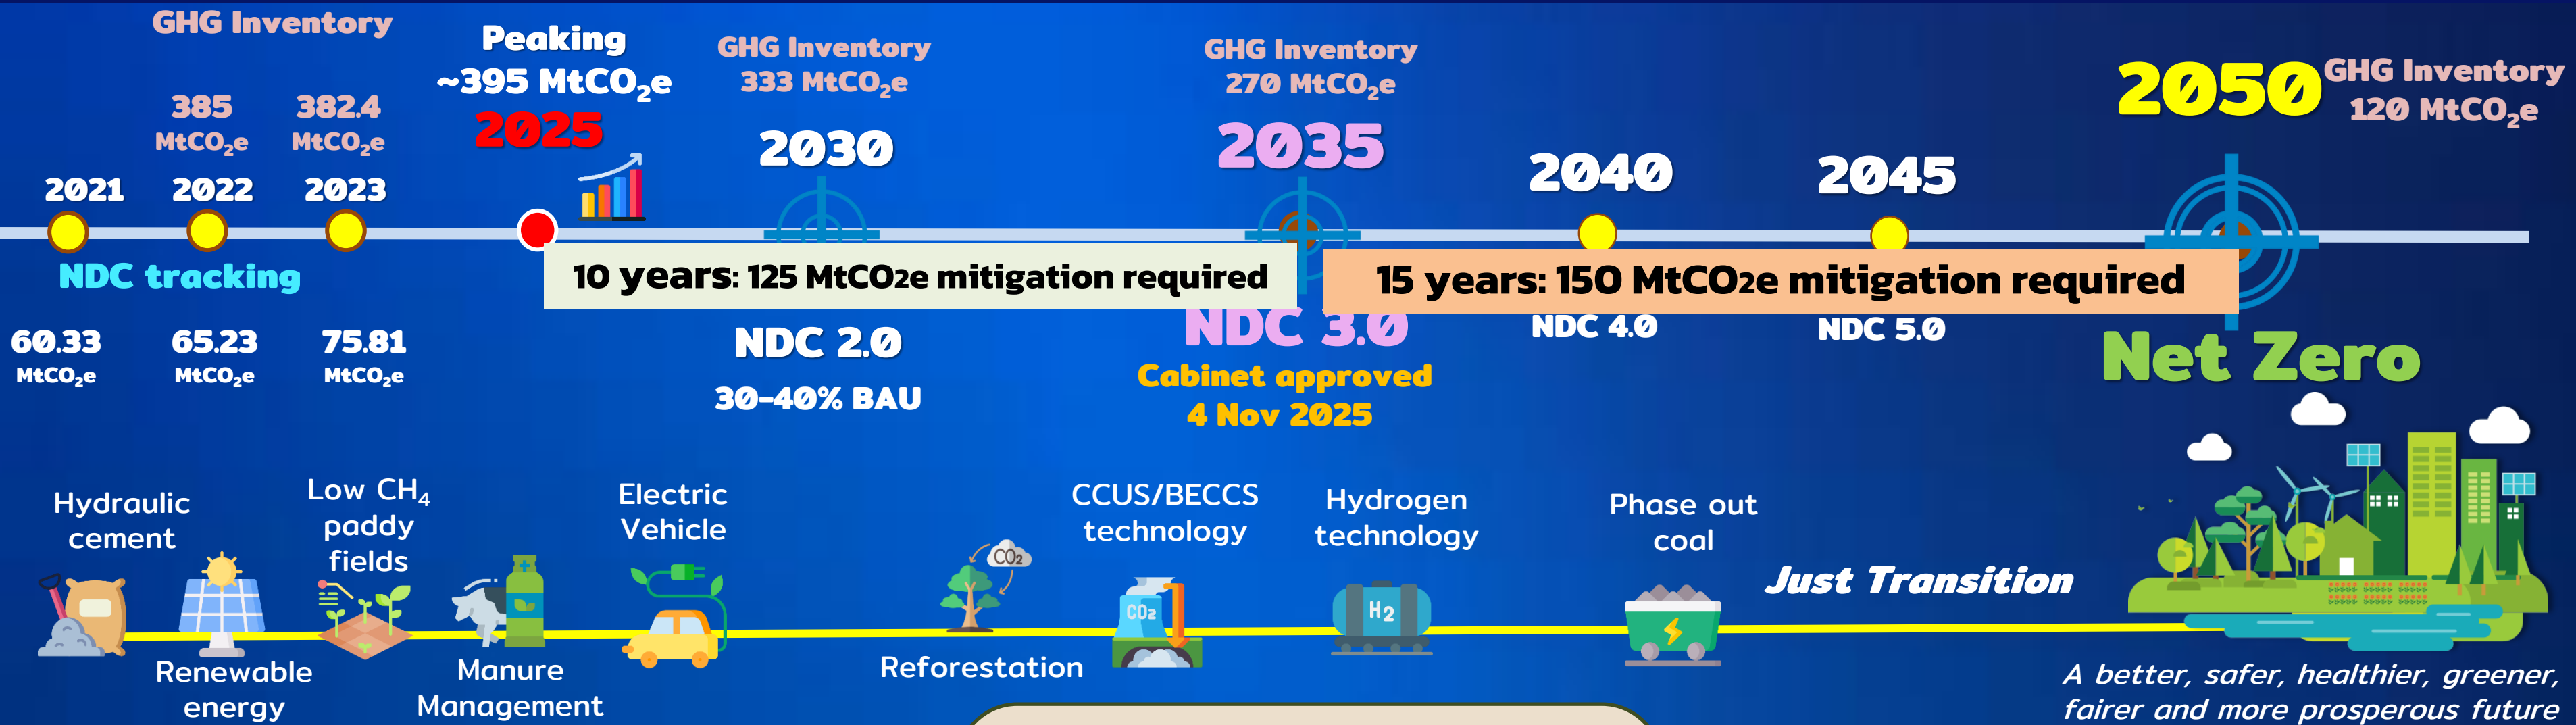 GHG Inventory
385
MtCO₂e
382.4
MtCO₂e
2021
2022
2023
NDC tracking
60.33
MtCO₂e
65.23
MtCO₂e
75.81
MtCO₂e
Peaking
~395 MtCO₂e
2025
GHG Inventory
333 MtCO₂e
2030
10 years: 125 MtCO2e mitigation required
NDC 2.0
30-40% BAU
GHG Inventory
270 MtCO₂e
2035
NDC 3.0
Cabinet approved
4 Nov 2025
2040
2045
15 years: 150 MtCO2e mitigation required
NDC 4.0
NDC 5.0
2050
GHG Inventory
120 MtCO₂e
Net Zero
Hydraulic
cement
Renewable
energy
Low CH₄
paddy
fields
Manure
Management
Electric
Vehicle
CO₂
Reforestation
CCUS/BECCS
technology
CO₂
Hydrogen
technology
H₂
Phase out
coal
Just Transition
A better, safer, healthier, greener,
fairer and more prosperous future